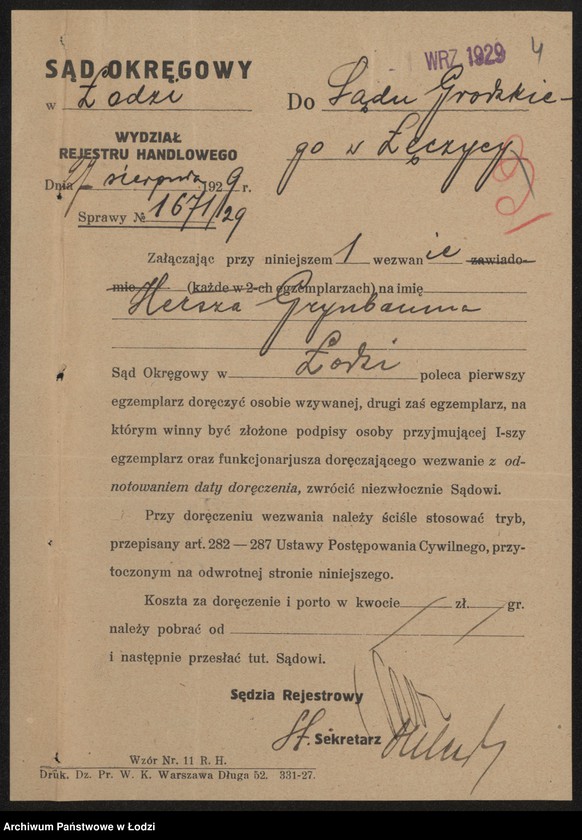 WRZ. 1929
4
SĄD OKRĘGOWY
w Łodzi
Do Sądu Grodzkie-
go w Łęczycy
WYDZIAŁ
REJESTRU HANDLOWEGO
Dnia sierpnia 1929 r.
Sprawy № 1671/29
Załączając przy niniejszem 1 wezwanie zawiado-
mie (każde w 2-ch egzemplarzach) na imię
Hersza Grynbauma
Sąd Okręgowy w Łodzi poleca pierwszy
egzemplarz doręczyć osobie wzywanej, drugi zaś egzemplarz, na
którym winny być złożone podpisy osoby przyjmującej I-szy
egzemplarz oraz funkcjonarjusza doręczającego wezwanie z od-
notowaniem daty doręczenia, zwrócić niezwłocznie Sądowi.
Przy doręczeniu wezwania należy ściśle stosować tryb,
przepisany art. 282 — 287 Ustawy Postępowania Cywilnego, przy-
toczonym na odwrotnej stronie niniejszego.
Koszta za doręczenie i porto w kwocie zł. gr.
należy pobrać od
i następnie przesłać tut. Sądowi.
Sędzia Rejestrowy
St. Sekretarz
Wzór Nr. 11 R. H.
Druk. Dz. Pr. W. K. Warszawa Długa 52. 331-27.
Archiwum Państwowe w Łodzi